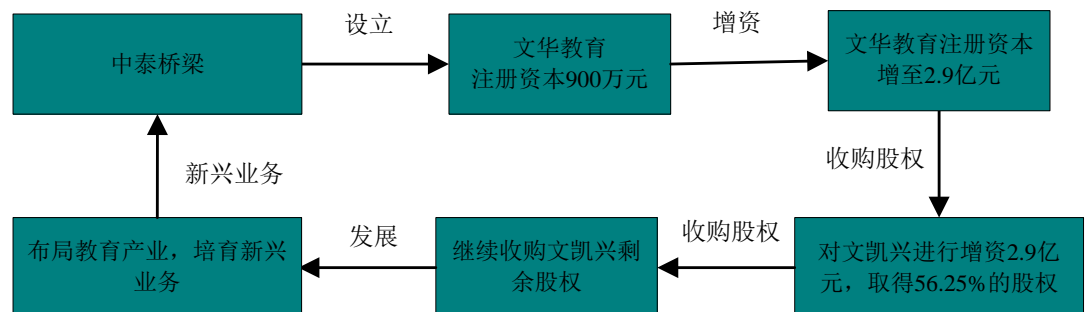 中泰桥梁
设立
文华教育
注册资本900万元
增资
文华教育注册资本
增至2.9亿元
收购股权
对文凯兴进行增资2.9亿
元，取得56.25%的股权
收购股权
继续收购文凯兴剩
余股权
发展
布局教育产业，培育新兴
业务
新兴业务